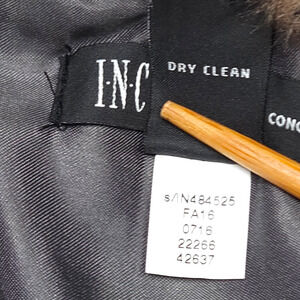 I·N·C
DRY CLEAN
CONC
s/IN484525
FA16
0716
22266
42637